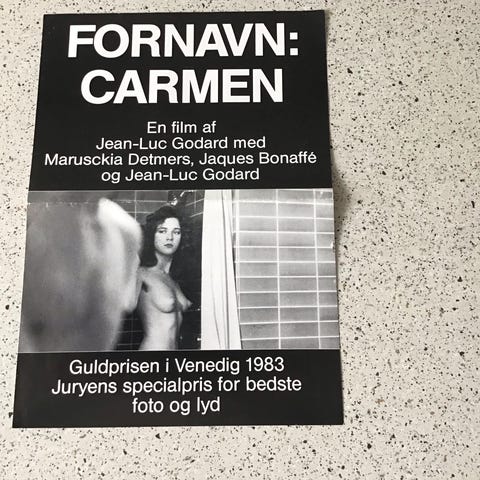 FORNAVN:
CARMEN
En film af
Jean-Luc Godard med
Marusckia Detmers, Jaques Bonaffé
og Jean-Luc Godard
Guldprisen i Venedig 1983
Juryens specialpris for bedste
foto og lyd